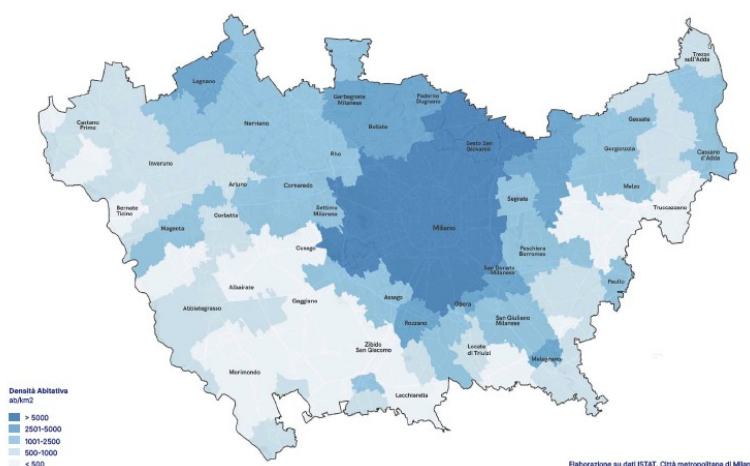 Trezzo
sull'Adda
Legnano
Garbagnate
Milanese
Paderno
Dugnano
Castano
Primo
Nerviano
Bollate
Gessate
Sesto San
Giovanni
Gorgonzola
Cassano
d'Adda
Inveruno
Rho
Arluno
Cornaredo
Melzo
Segrate
Bernate
Ticino
Settimo
Milanese
Truccazzano
Corbetta
Magenta
Milano
Cusago
Peschiera
Borromeo
San Donato
Milanese
Paullo
Albairate
Gaggiano
Assago
Opera
Abbiategrasso
Rozzano
San Giuliano
Milanese
Zibido
San Giacomo
Locate
di Triulzi
Melegnano
Morimondo
Lacchiarella
Densità Abitativa
ab/km2
> 5000
2501-5000
1001-2500
500-1000
< 500
Elaborazione su dati ISTAT, Città metropolitana di Milan